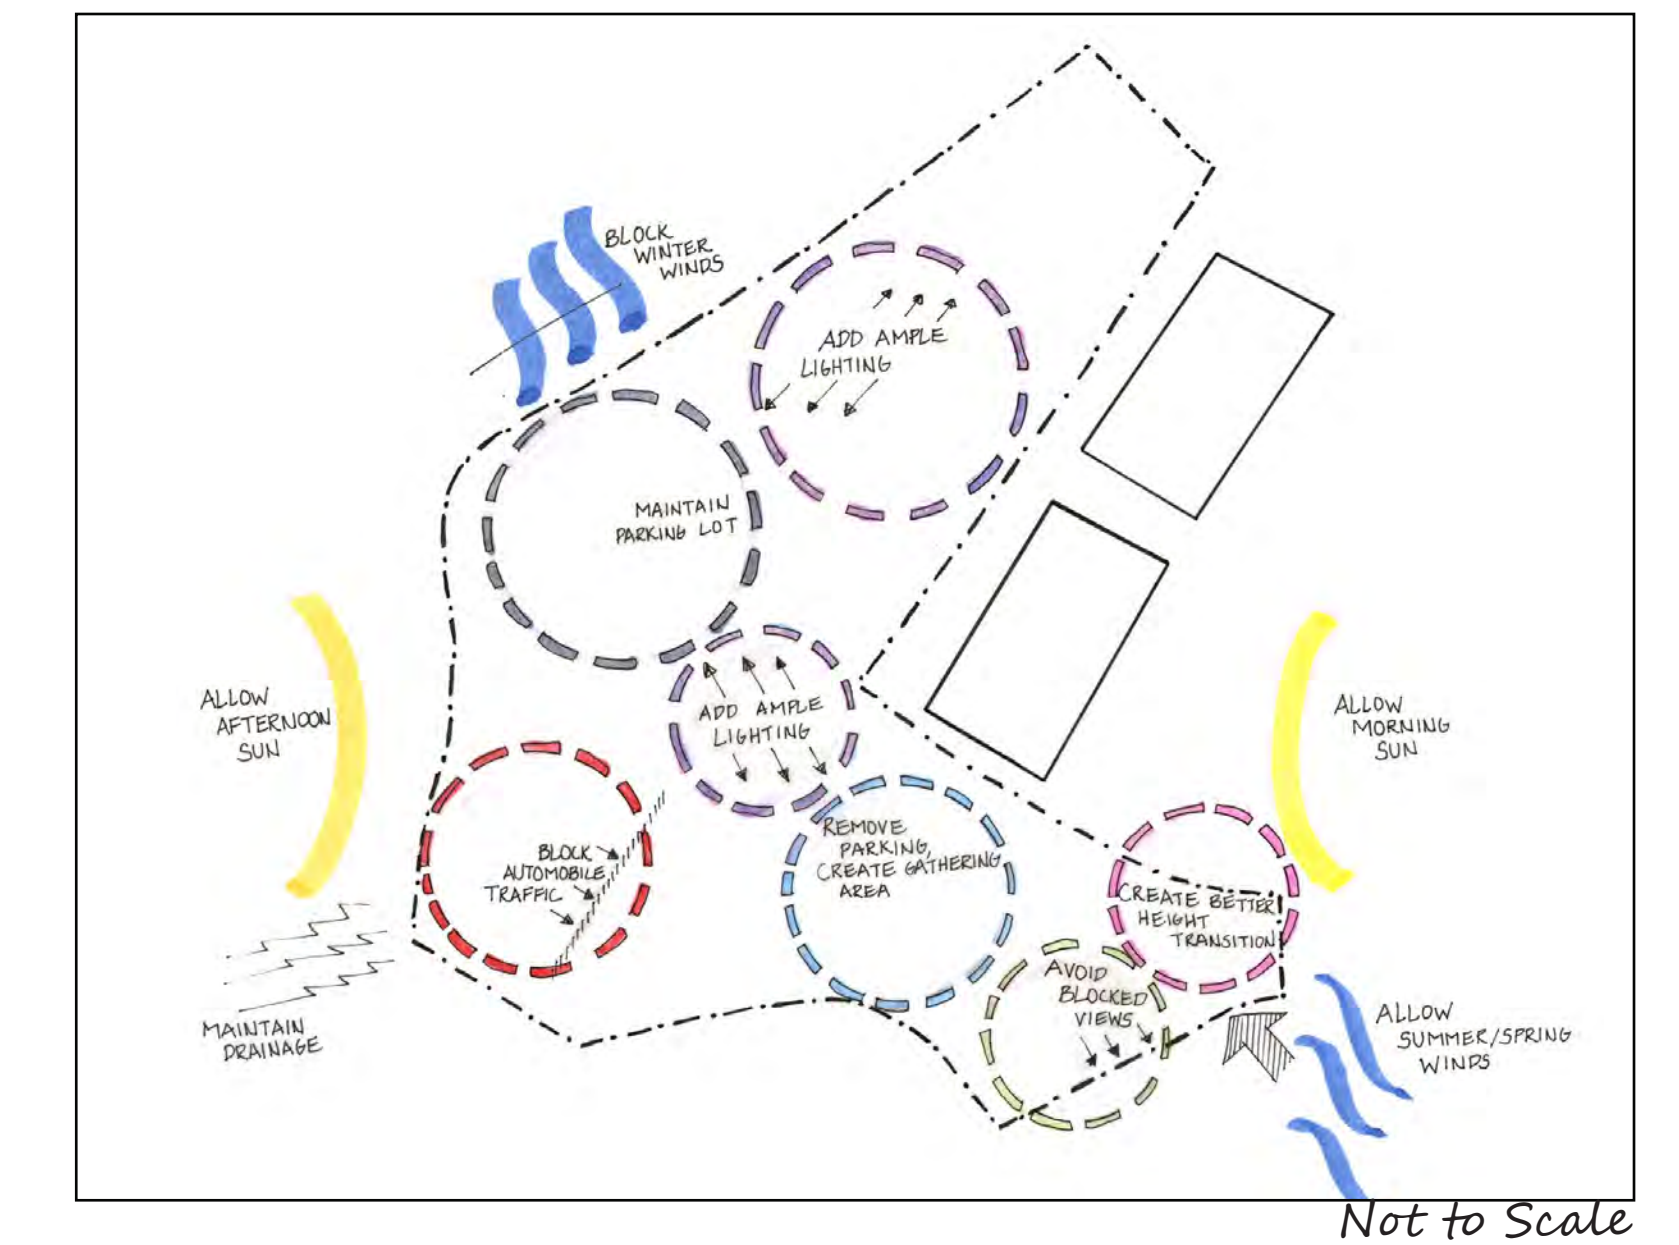 BLOCK
WINTER
WINDS
ADD AMPLE
LIGHTING
MAINTAIN
PARKING LOT
ALLOW
AFTERNOON
SUN
ADD AMPLE
LIGHTING
ALLOW
MORNING
SUN
BLOCK
AUTOMOBILE
TRAFFIC
REMOVE
PARKING,
CREATE GATHERING
AREA
CREATE BETTER
HEIGHT
TRANSITION
AVOID
BLOCKED
VIEWS
MAINTAIN
DRAINAGE
ALLOW
SUMMER/SPRING
WINDS
Not to Scale